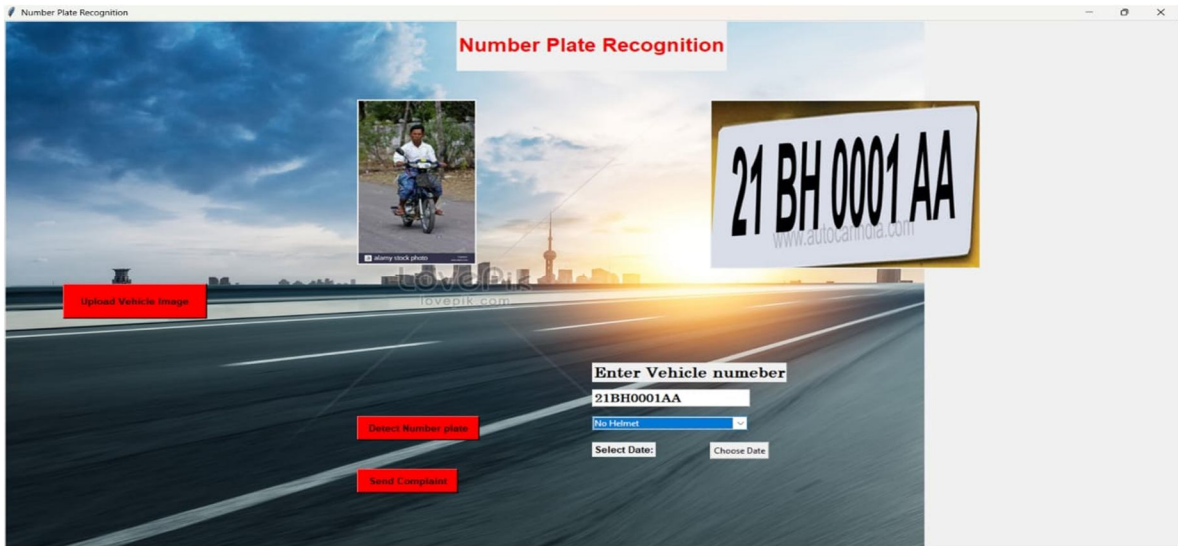 Number Plate Recognition
Number Plate Recognition
21 BH 0001 AA
www.autocarindia.com
alamy stock photo
LOVEPIK
lovepik.com
Upload Vehicle Image
Enter Vehicle numeber
21BH0001AA
No Helmet
Detect Number plate
Select Date:
Choose Date
Send Complaint